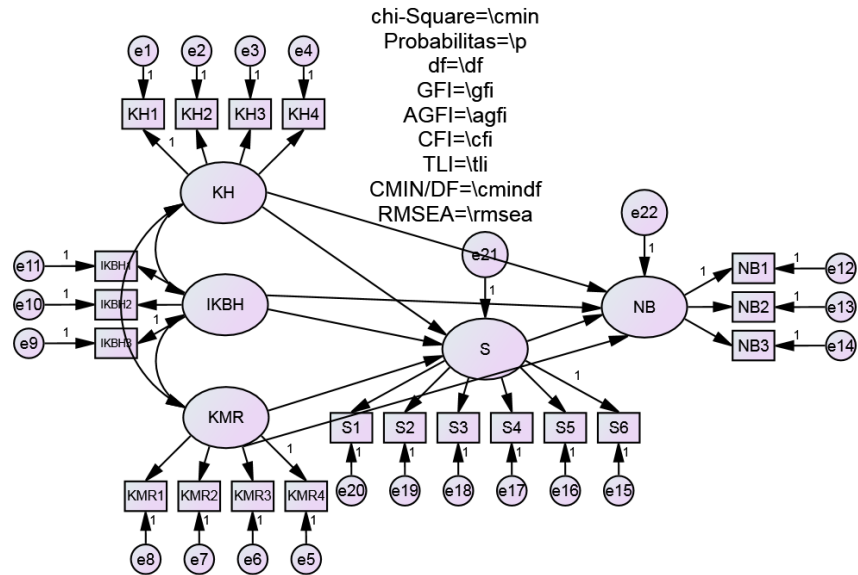 chi-Square=\cmin
Probabilitas=\p
df=\df
GFI=\gfi
AGFI=\agfi
CFI=\cfi
TLI=\tli
CMIN/DF=\cmindf
RMSEA=\rmsea
e1 e2 e3 e4
1 1 1 1
KH1 KH2 KH3 KH4
1
KH
e22
1
e21
1
e11 1 IKBH1
e10 1 IKBH2
e9 1 IKBH3
1
IKBH
NB
1
NB1 1 e12
NB2 1 e13
NB3 1 e14
S
1
KMR
1
S1 S2 S3 S4 S5 S6
1 1 1 1 1 1
e20 e19 e18 e17 e16 e15
KMR1 KMR2 KMR3 KMR4
1 1 1 1
e8 e7 e6 e5